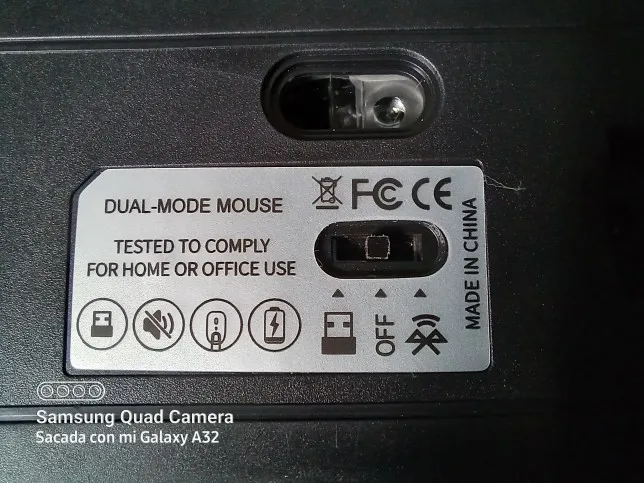 DUAL-MODE MOUSE
TESTED TO COMPLY
FOR HOME OR OFFICE USE
FC CE
OFF
MADE IN CHINA
Samsung Quad Camera
Sacada con mi Galaxy A32